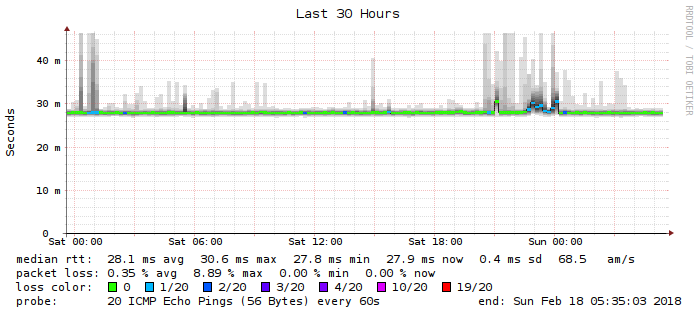 Last 30 Hours
RRDTOOL / TOBI OETIKER
Seconds
40 m
30 m
20 m
10 m
0
Sat 00:00 Sat 06:00 Sat 12:00 Sat 18:00 Sun 00:00
median rtt: 28.1 ms avg 30.6 ms max 27.8 ms min 27.9 ms now 0.4 ms sd 68.5 am/s
packet loss: 0.35 % avg 8.89 % max 0.00 % min 0.00 % now
loss color: 0 1/20 2/20 3/20 4/20 10/20 19/20
probe: 20 ICMP Echo Pings (56 Bytes) every 60s end: Sun Feb 18 05:35:03 2018